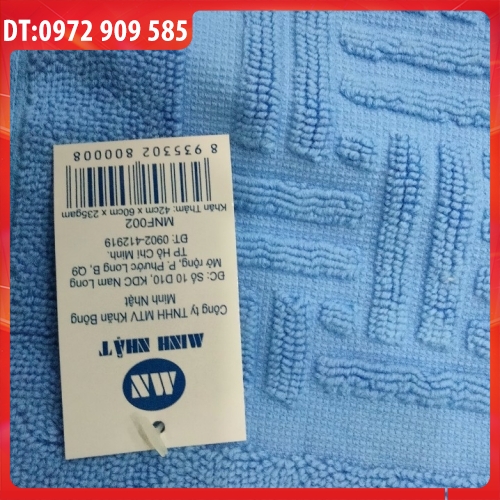 DT:0972 909 585
MN
MINH NHẬT
Công ty TNHH MTV Khăn Bông
Minh Nhật
ĐC: Số 10 D10, KDC Nam Long
Mở rộng, P. Phước Long B, Q9
TP Hồ Chí Minh.
ĐT: 0902-412919
MNF002
Khăn Thảm: 42cm x 60cm x 235gam
8 935302 800008